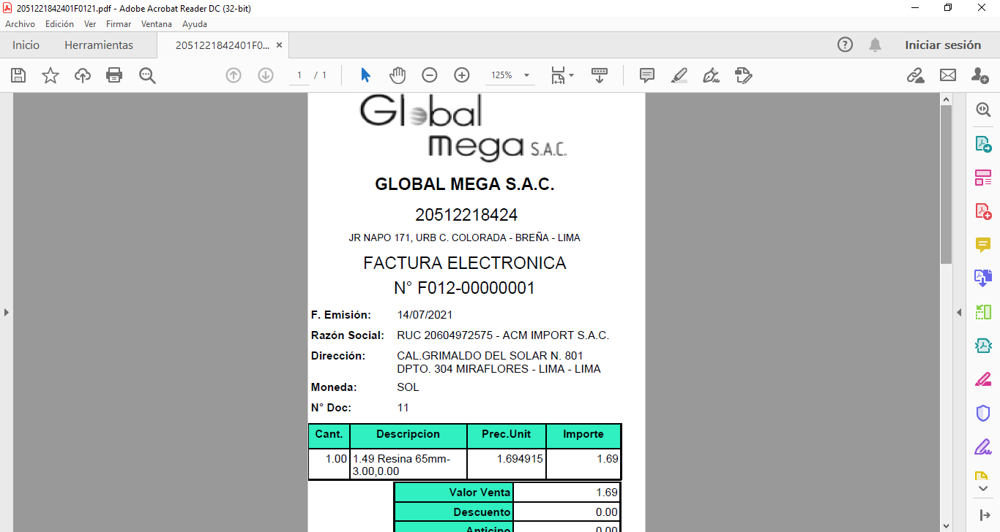 2051221842401F0121.pdf - Adobe Acrobat Reader DC (32-bit)
Archivo Edición Ver Firmar Ventana Ayuda
Inicio Herramientas 2051221842401F0... × Iniciar sesión
1 / 1 125%
Global
mega S.A.C.
GLOBAL MEGA S.A.C.
20512218424
JR NAPO 171, URB C. COLORADA - BREÑA - LIMA
FACTURA ELECTRONICA
N° F012-00000001
F. Emisión: 14/07/2021
Razón Social: RUC 20604972575 - ACM IMPORT S.A.C.
Dirección: CAL.GRIMALDO DEL SOLAR N. 801
DPTO. 304 MIRAFLORES - LIMA - LIMA
Moneda: SOL
N° Doc: 11
Cant. Descripcion Prec.Unit Importe
1.00 1.49 Resina 65mm- 1.694915 1.69
3.00,0.00
Valor Venta 1.69
Descuento 0.00
Anticipo 0.00